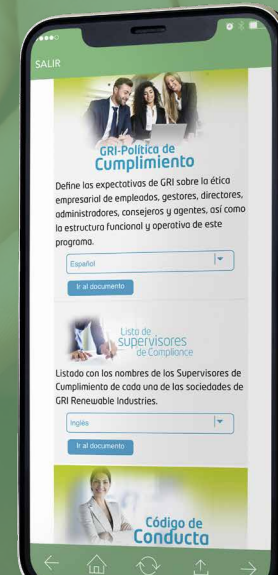 SALIR
GRI-Política de
Cumplimiento
Define las expectativas de GRI sobre la ética
empresarial de empleados, gestores, directores,
administradores, consejeros y agentes, así como
la estructura funcional y operativa de este
programa.
Español
Ir al documento
Lista de
supervisores
de Compliance
Listado con los nombres de los Supervisores de
Cumplimiento de cada una de las sociedades de
GRI Renewable Industries.
Inglés
Ir al documento
Código de
Conducta